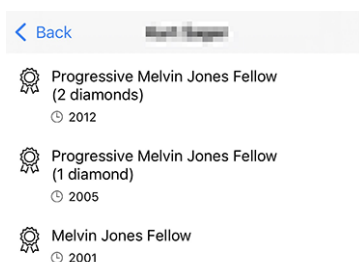 Back
Progressive Melvin Jones Fellow
(2 diamonds)
2012
Progressive Melvin Jones Fellow
(1 diamond)
2005
Melvin Jones Fellow
2001